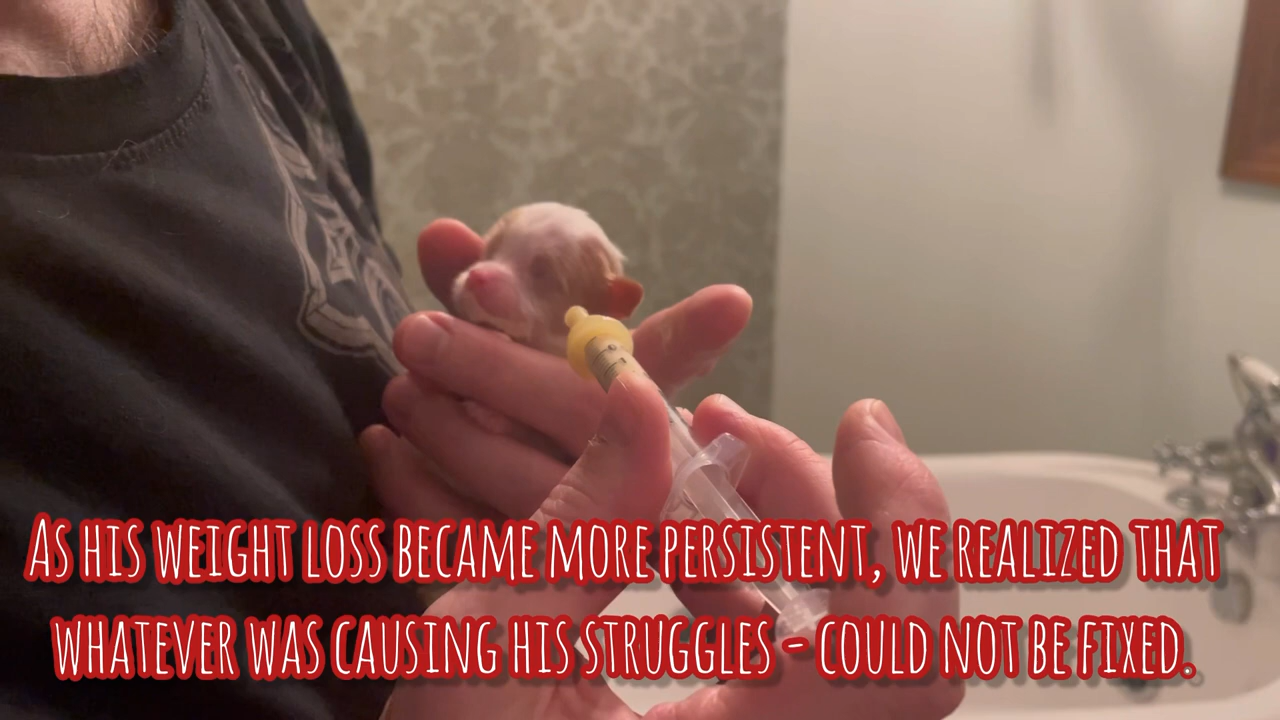 As his weight loss became more persistent, we realized that
whatever was causing his struggles - could not be fixed.